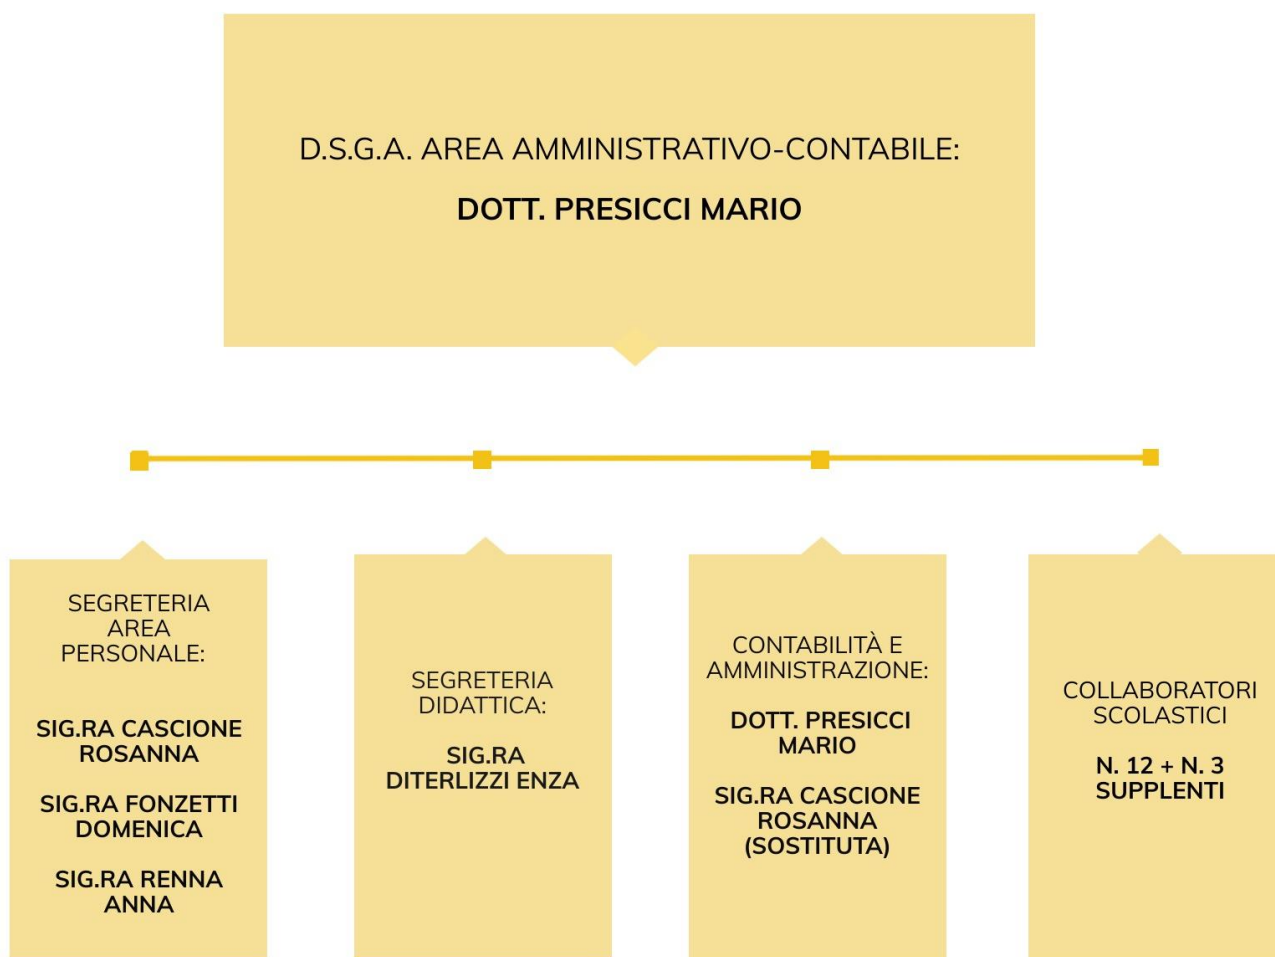 D.S.G.A. AREA AMMINISTRATIVO-CONTABILE:
DOTT. PRESICCI MARIO
SEGRETERIA
AREA
PERSONALE:
SIG.RA CASCIONE
ROSANNA
SIG.RA FONZETTI
DOMENICA
SIG.RA RENNA
ANNA
SEGRETERIA
DIDATTICA:
SIG.RA
DITERLIZZI ENZA
CONTABILITÀ E
AMMINISTRAZIONE:
DOTT. PRESICCI
MARIO
SIG.RA CASCIONE
ROSANNA
(SOSTITUTA)
COLLABORATORI
SCOLASTICI
N. 12 + N. 3
SUPPLENTI